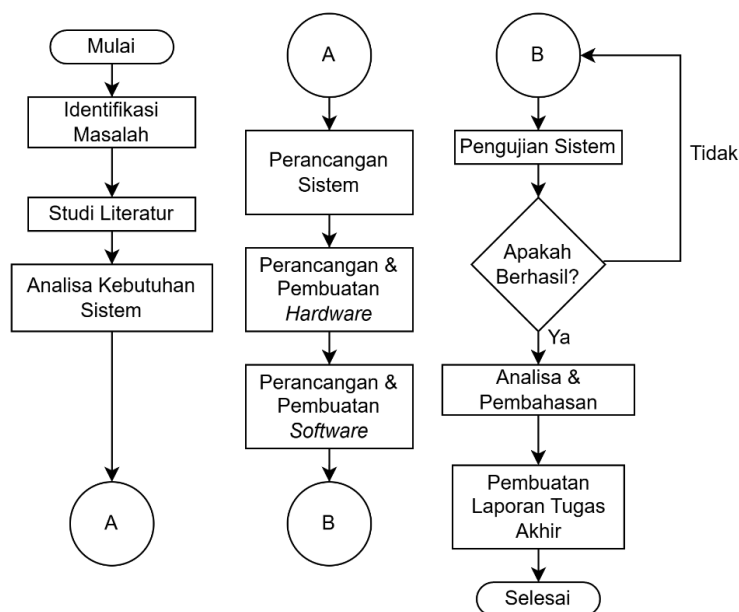 Mulai
Identifikasi
Masalah
Studi Literatur
Analisa Kebutuhan
Sistem
A
A
Perancangan
Sistem
Perancangan &
Pembuatan
Hardware
Perancangan &
Pembuatan
Software
B
B
Pengujian Sistem
Tidak
Apakah
Berhasil?
Ya
Analisa &
Pembahasan
Pembuatan
Laporan Tugas
Akhir
Selesai